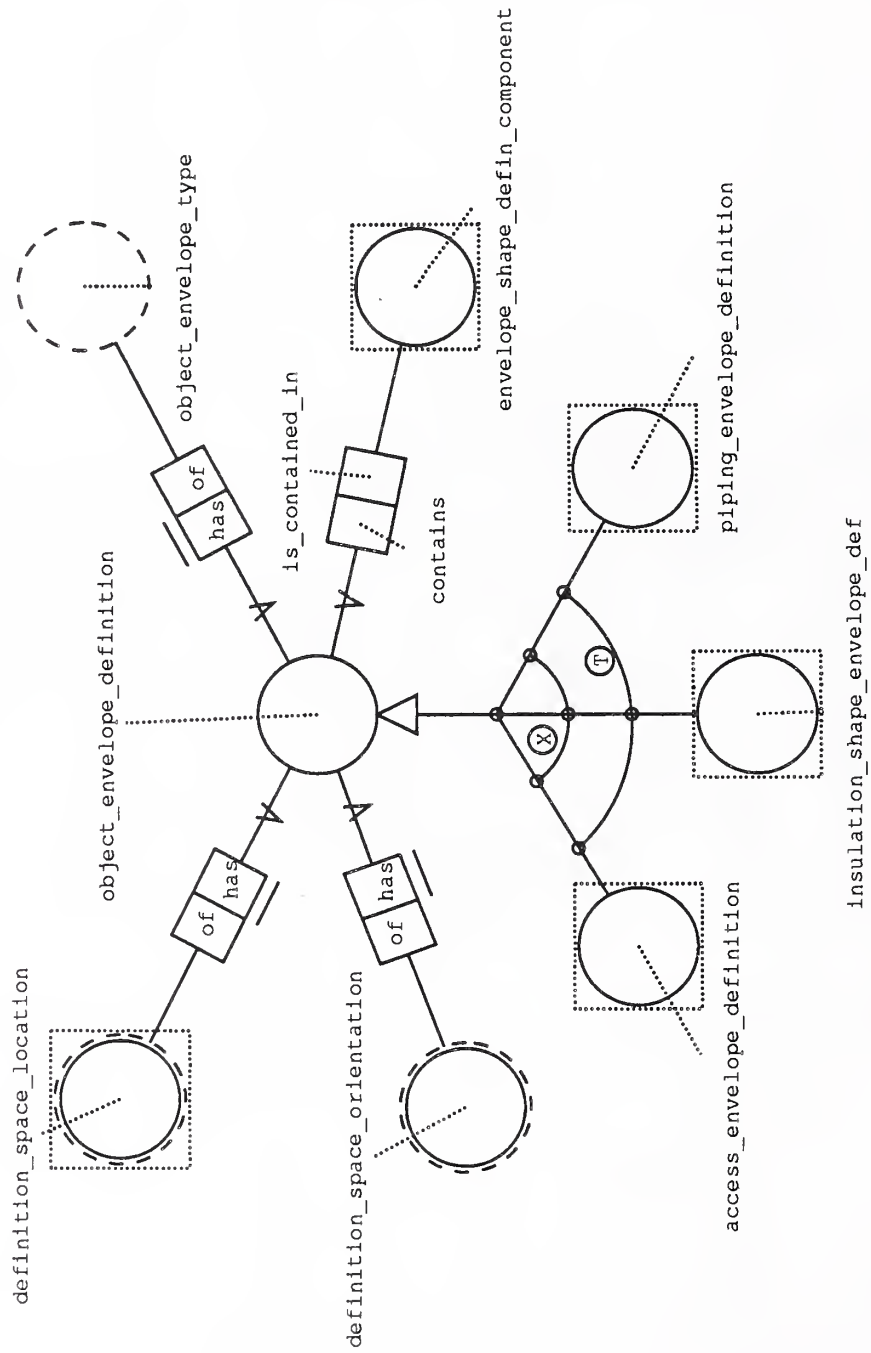 definition_space_location
object_envelope_definition
object_envelope_type
of
has
has
of
is_contained_in
definition_space_orientation
of
has
contains
envelope_shape_defin_component
X
T
access_envelope_definition
piping_envelope_definition
insulation_shape_envelope_def